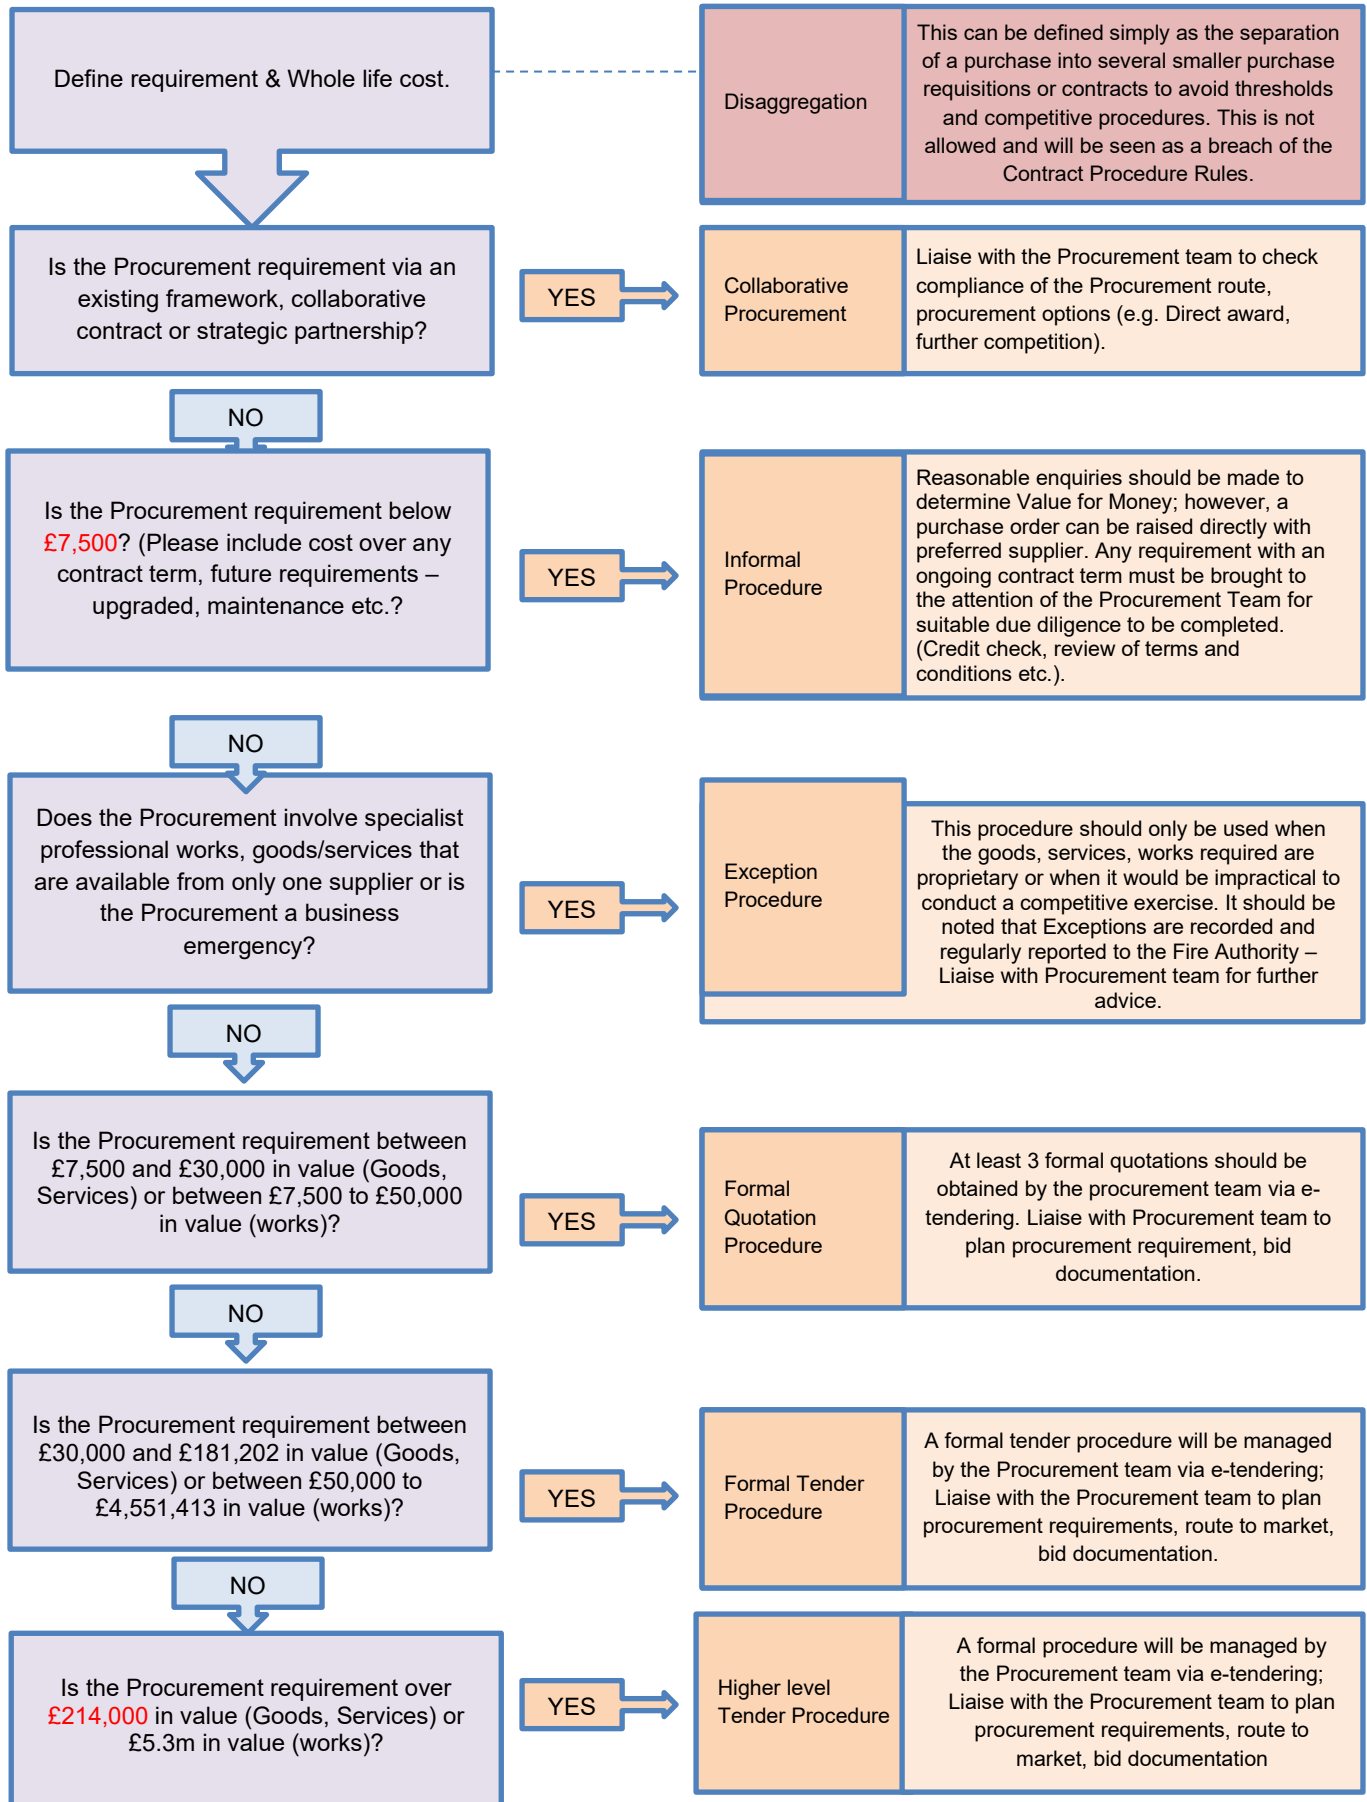 Define requirement & Whole life cost.
Disaggregation
This can be defined simply as the separation
of a purchase into several smaller purchase
requisitions or contracts to avoid thresholds
and competitive procedures. This is not
allowed and will be seen as a breach of the
Contract Procedure Rules.
Is the Procurement requirement via an
existing framework, collaborative
contract or strategic partnership?
YES
Collaborative
Procurement
Liaise with the Procurement team to check
compliance of the Procurement route,
procurement options (e.g. Direct award,
further competition).
NO
Is the Procurement requirement below
£7,500? (Please include cost over any
contract term, future requirements –
upgraded, maintenance etc.?
YES
Informal
Procedure
Reasonable enquiries should be made to
determine Value for Money; however, a
purchase order can be raised directly with
preferred supplier. Any requirement with an
ongoing contract term must be brought to
the attention of the Procurement Team for
suitable due diligence to be completed.
(Credit check, review of terms and
conditions etc.).
NO
Does the Procurement involve specialist
professional works, goods/services that
are available from only one supplier or is
the Procurement a business
emergency?
YES
Exception
Procedure
This procedure should only be used when
the goods, services, works required are
proprietary or when it would be impractical to
conduct a competitive exercise. It should be
noted that Exceptions are recorded and
regularly reported to the Fire Authority –
Liaise with Procurement team for further
advice.
NO
Is the Procurement requirement between
£7,500 and £30,000 in value (Goods,
Services) or between £7,500 to £50,000
in value (works)?
YES
Formal
Quotation
Procedure
At least 3 formal quotations should be
obtained by the procurement team via e-
tendering. Liaise with Procurement team to
plan procurement requirement, bid
documentation.
NO
Is the Procurement requirement between
£30,000 and £181,202 in value (Goods,
Services) or between £50,000 to
£4,551,413 in value (works)?
YES
Formal Tender
Procedure
A formal tender procedure will be managed
by the Procurement team via e-tendering;
Liaise with the Procurement team to plan
procurement requirements, route to market,
bid documentation.
NO
Is the Procurement requirement over
£214,000 in value (Goods, Services) or
£5.3m in value (works)?
YES
Higher level
Tender Procedure
A formal procedure will be managed by
the Procurement team via e-tendering;
Liaise with the Procurement team to plan
procurement requirements, route to
market, bid documentation